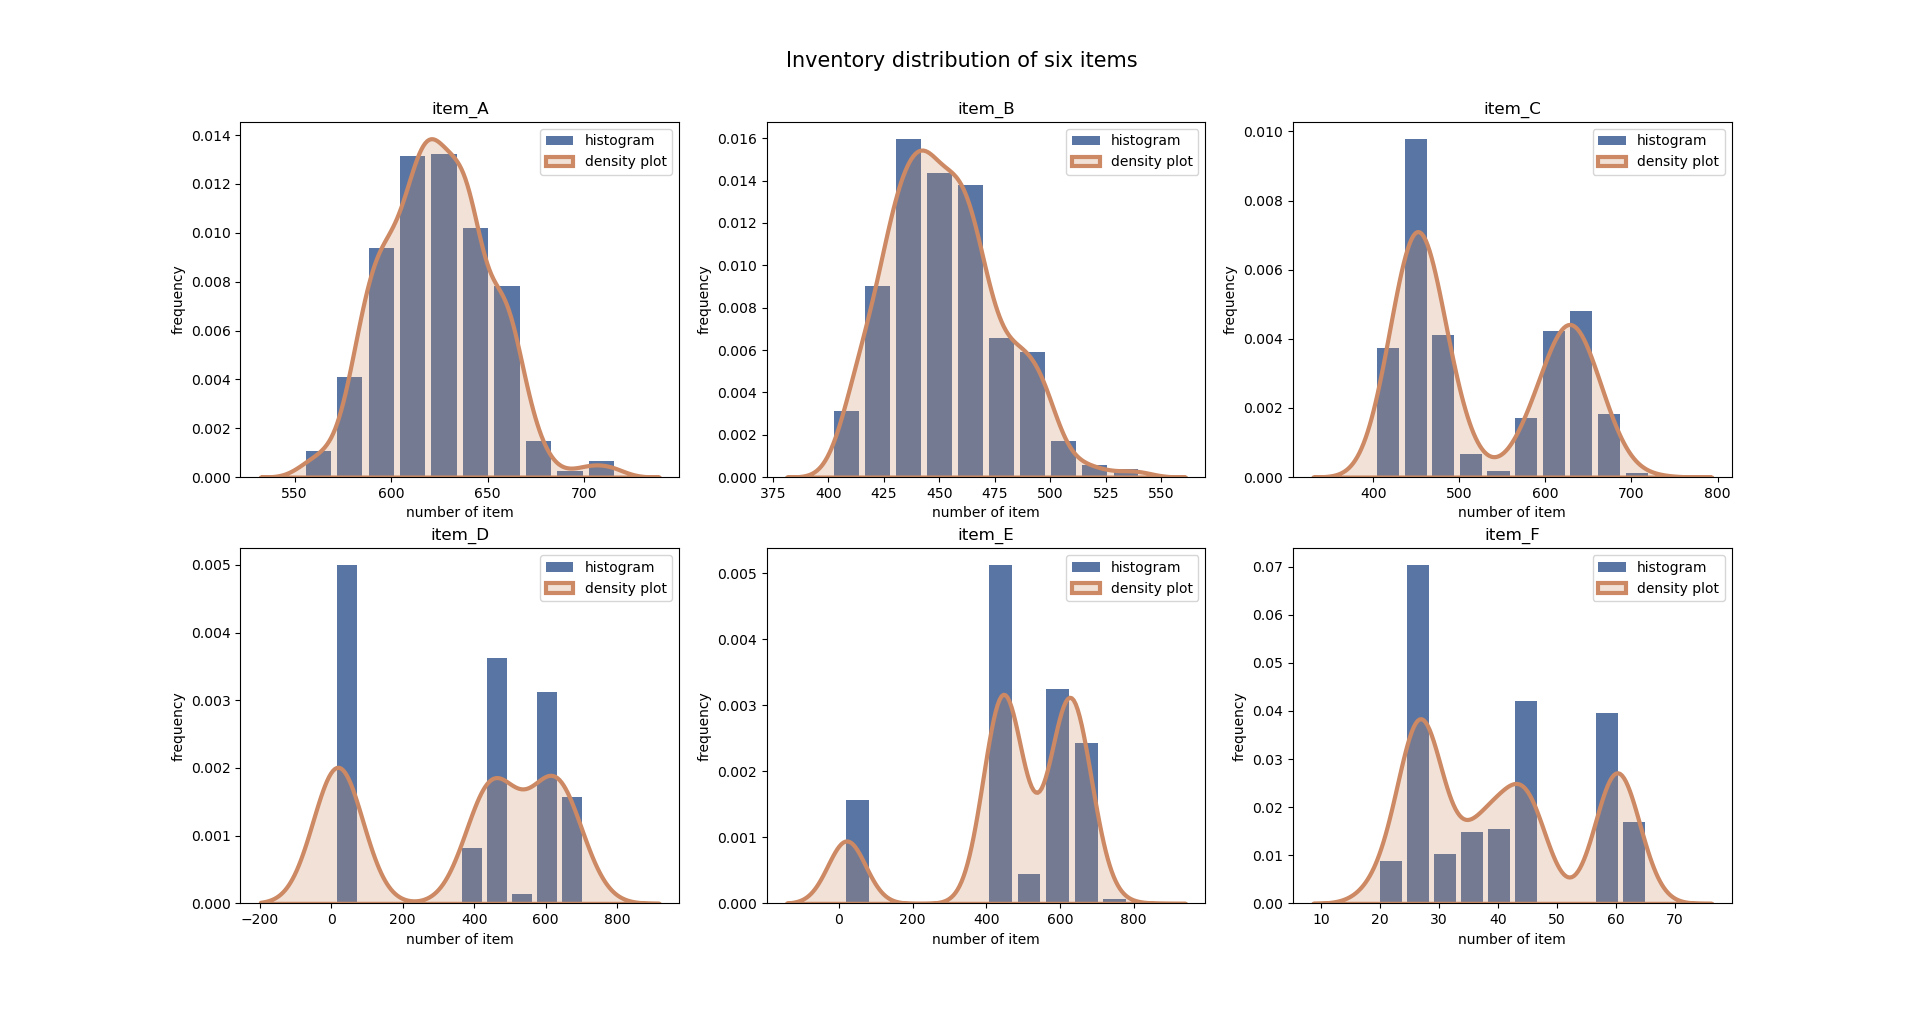 Inventory distribution of six items
item_A
0.014
0.012
0.010
0.008
0.006
0.004
0.002
0.000
frequency
histogram
density plot
550 600 650 700
number of item
item_B
0.016
0.014
0.012
0.010
0.008
0.006
0.004
0.002
0.000
frequency
histogram
density plot
375 400 425 450 475 500 525 550
number of item
item_C
0.010
0.008
0.006
0.004
0.002
0.000
frequency
histogram
density plot
400 500 600 700 800
number of item
item_D
0.005
0.004
0.003
0.002
0.001
0.000
frequency
histogram
density plot
−200 0 200 400 600 800
number of item
item_E
0.005
0.004
0.003
0.002
0.001
0.000
frequency
histogram
density plot
0 200 400 600 800
number of item
item_F
0.07
0.06
0.05
0.04
0.03
0.02
0.01
0.00
frequency
histogram
density plot
10 20 30 40 50 60 70
number of item